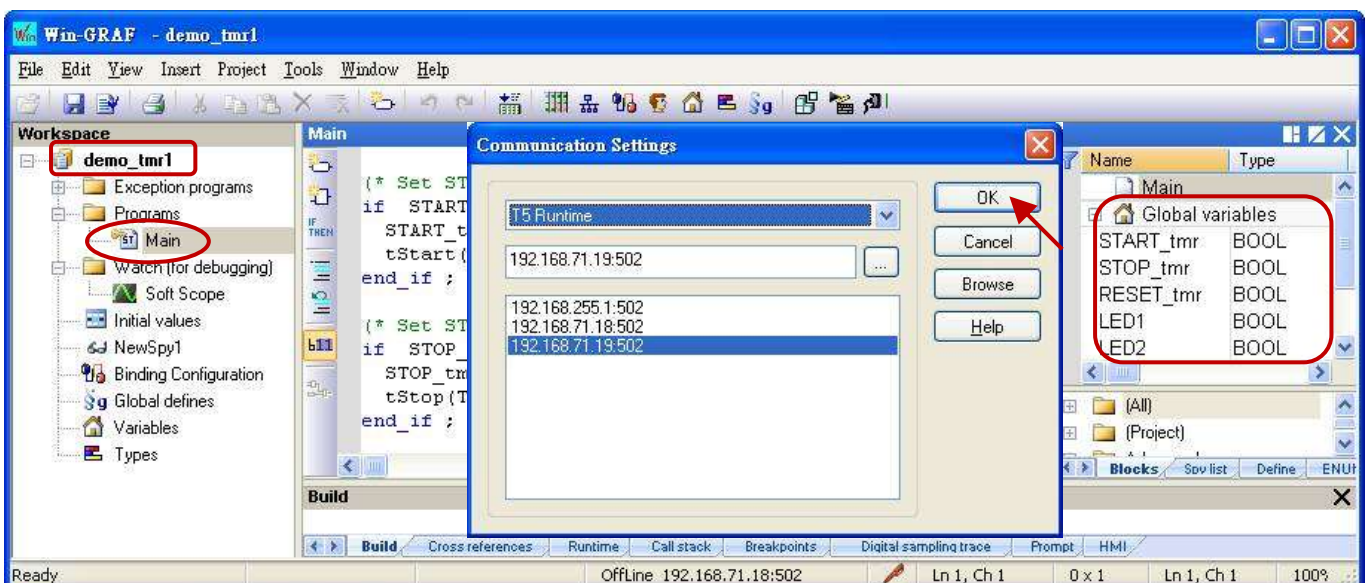 Win-GRAF - demo_tmr1
File Edit View Insert Project Tools Window Help
Workspace
demo_tmr1
Exception programs
Programs
Main
Watch (for debugging)
Soft Scope
Initial values
NewSpy1
Binding Configuration
Global defines
Variables
Types
Main
IF
THEN
(* Set ST
if START
START_t
tStart(
end_if ;
(* Set ST
if STOP_
STOP_tm
tStop(T
end_if ;
Communication Settings
T5 Runtime
192.168.71.19:502
...
192.168.255.1:502
192.168.71.18:502
192.168.71.19:502
OK
Cancel
Browse
Help
Name Type
Main
Global variables
START_tmr BOOL
STOP_tmr BOOL
RESET_tmr BOOL
LED1 BOOL
LED2 BOOL
(All)
(Project)
Blocks Spy list Define
Build
Build Cross references Runtime Call stack Breakpoints Digital sampling trace Prompt HMI
Ready OffLine 192.168.71.18:502 Ln 1, Ch 1 0 x 1 Ln 1, Ch 1 100%